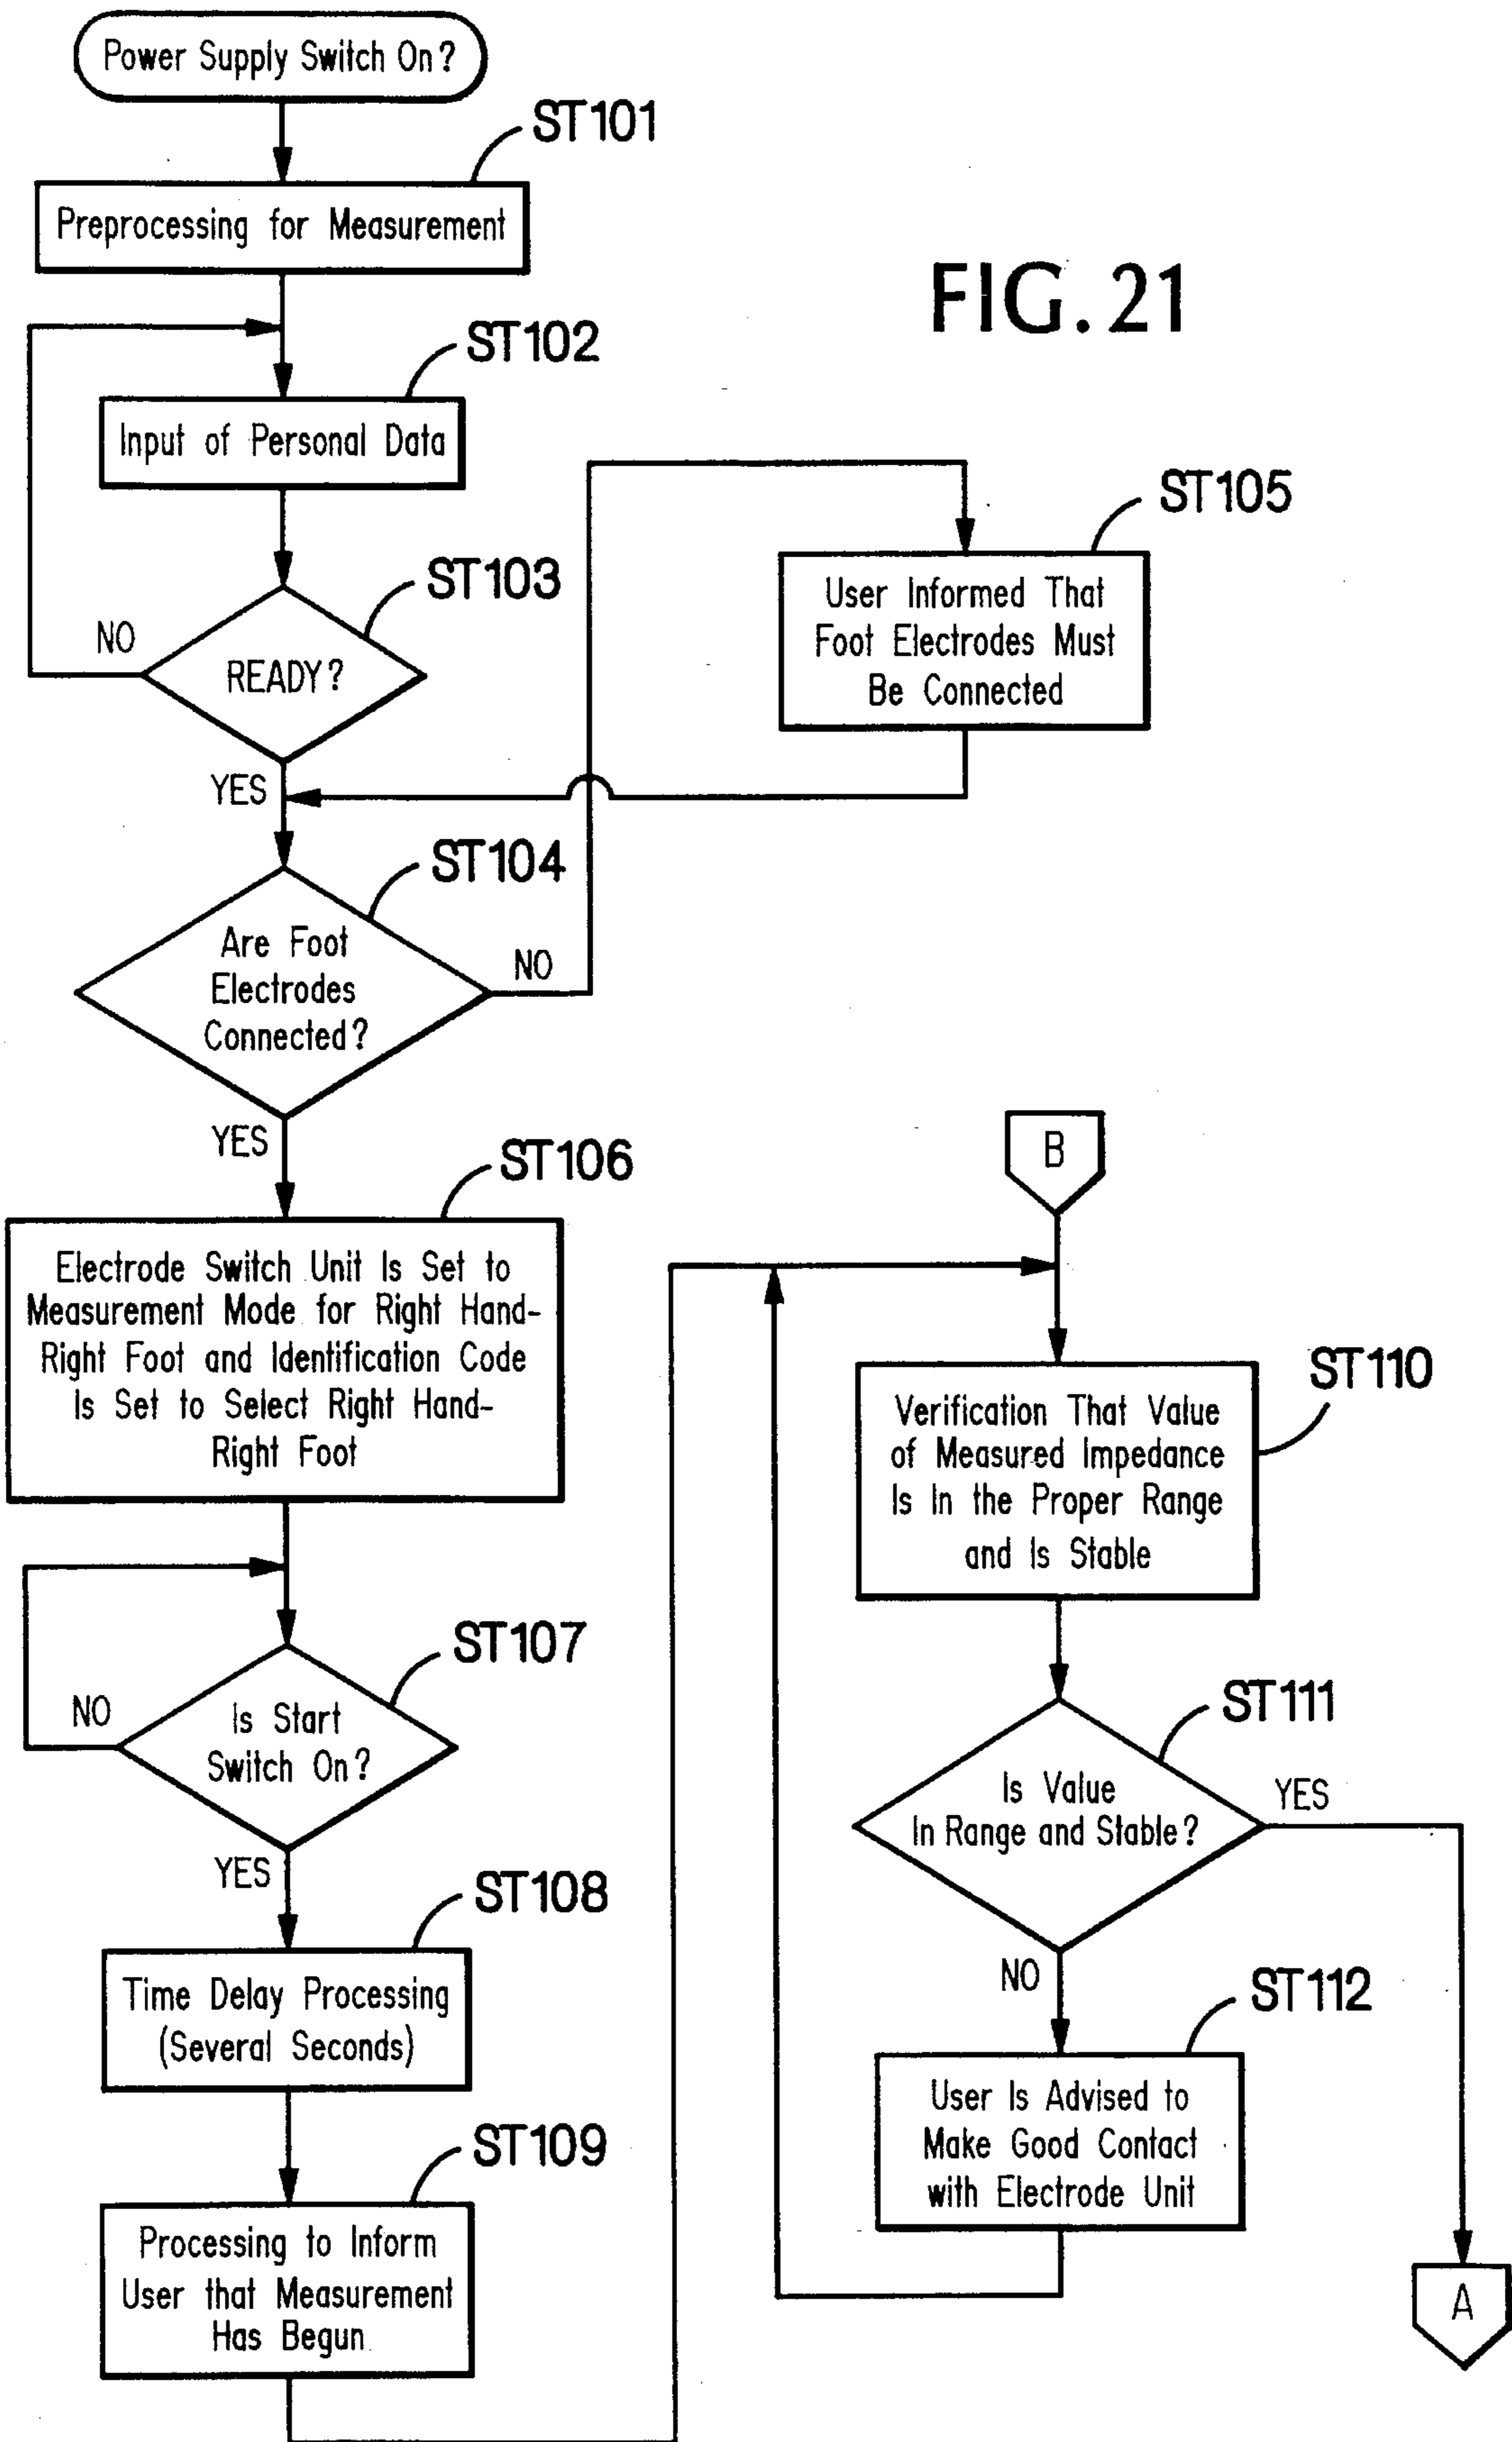 Power Supply Switch On?
ST101
Preprocessing for Measurement
FIG. 21
ST102
Input of Personal Data
ST103
NO
READY?
YES
ST105
User Informed That
Foot Electrodes Must
Be Connected
ST104
Are Foot
Electrodes
Connected?
NO
YES
ST106
Electrode Switch Unit Is Set to
Measurement Mode for Right Hand-
Right Foot and Identification Code
Is Set to Select Right Hand-
Right Foot
ST107
NO
Is Start
Switch On?
YES
ST108
Time Delay Processing
(Several Seconds)
ST109
Processing to Inform
User that Measurement
Has Begun
B
ST110
Verification That Value
of Measured Impedance
Is In the Proper Range
and Is Stable
ST111
Is Value
In Range and Stable?
YES
NO
ST112
User Is Advised to
Make Good Contact
with Electrode Unit
A